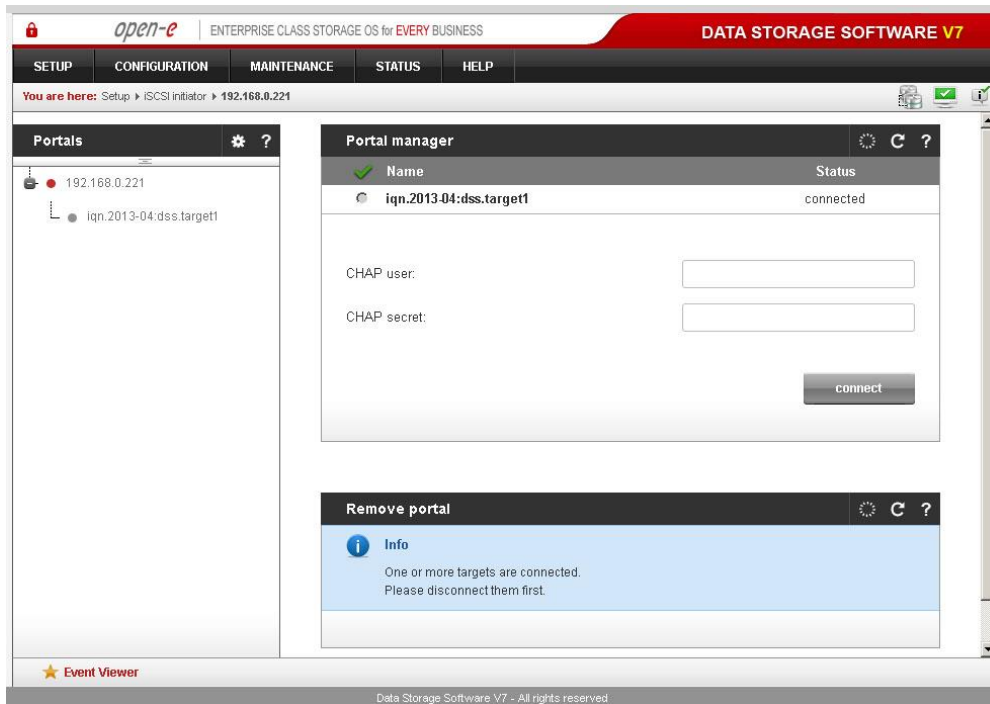 open-e ENTERPRISE CLASS STORAGE OS for EVERY BUSINESS DATA STORAGE SOFTWARE V7
SETUP CONFIGURATION MAINTENANCE STATUS HELP
You are here: Setup iSCSI initiator 192.168.0.221
Portals ?
192.168.0.221
iqn.2013-04:dss.target1
Portal manager ?
Name Status
iqn.2013-04:dss.target1 connected
CHAP user:
CHAP secret:
connect
Remove portal ?
Info
One or more targets are connected.
Please disconnect them first.
Event Viewer
Data Storage Software V7 - All rights reserved